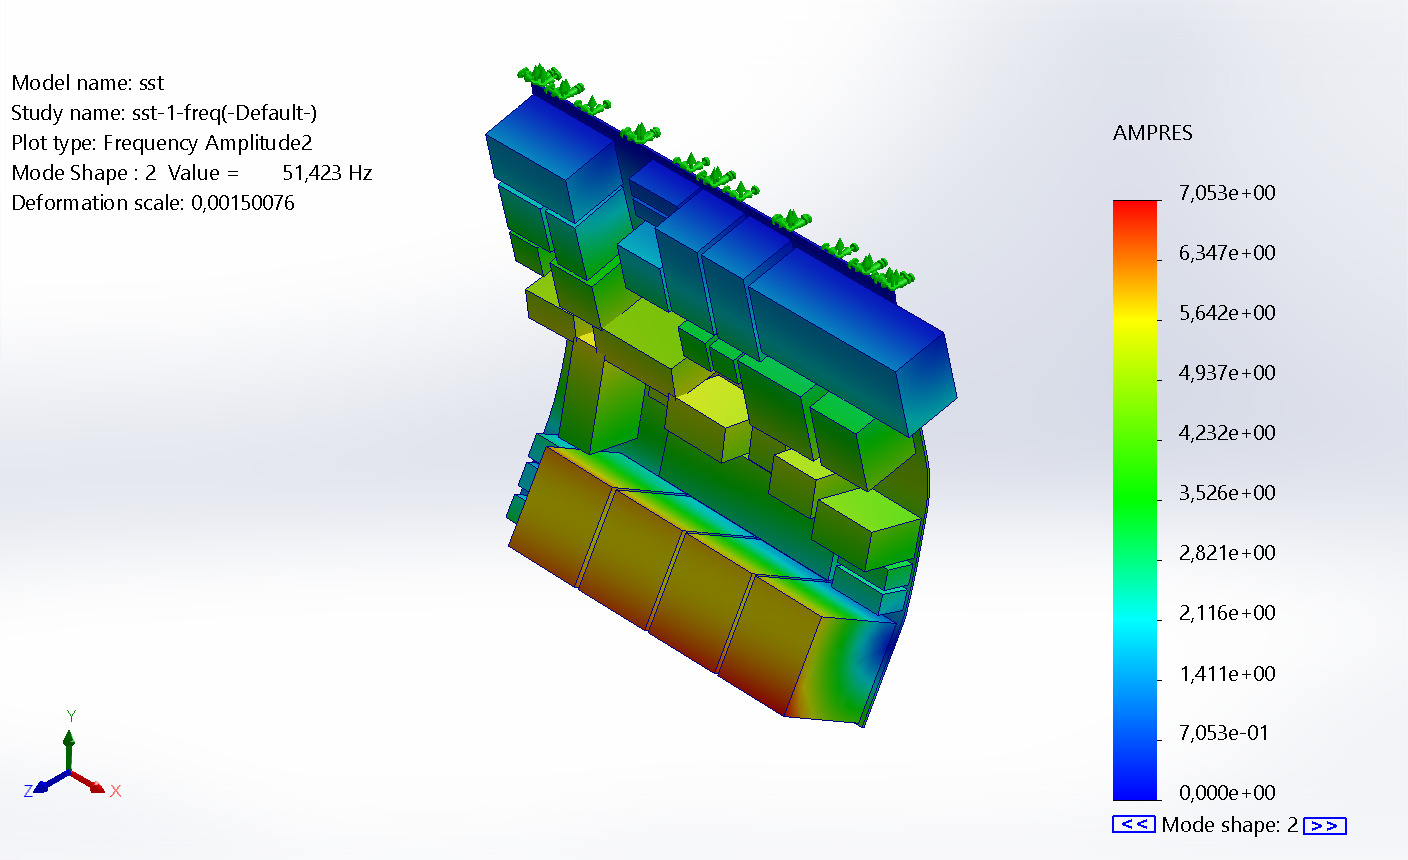 Model name: sst
Study name: sst-1-freq(-Default-)
Plot type: Frequency Amplitude2
Mode Shape : 2 Value = 51,423 Hz
Deformation scale: 0,00150076
AMPRES
7,053e+00
6,347e+00
5,642e+00
4,937e+00
4,232e+00
3,526e+00
2,821e+00
2,116e+00
1,411e+00
7,053e-01
0,000e+00
<< Mode shape: 2 >>
Y
Z X